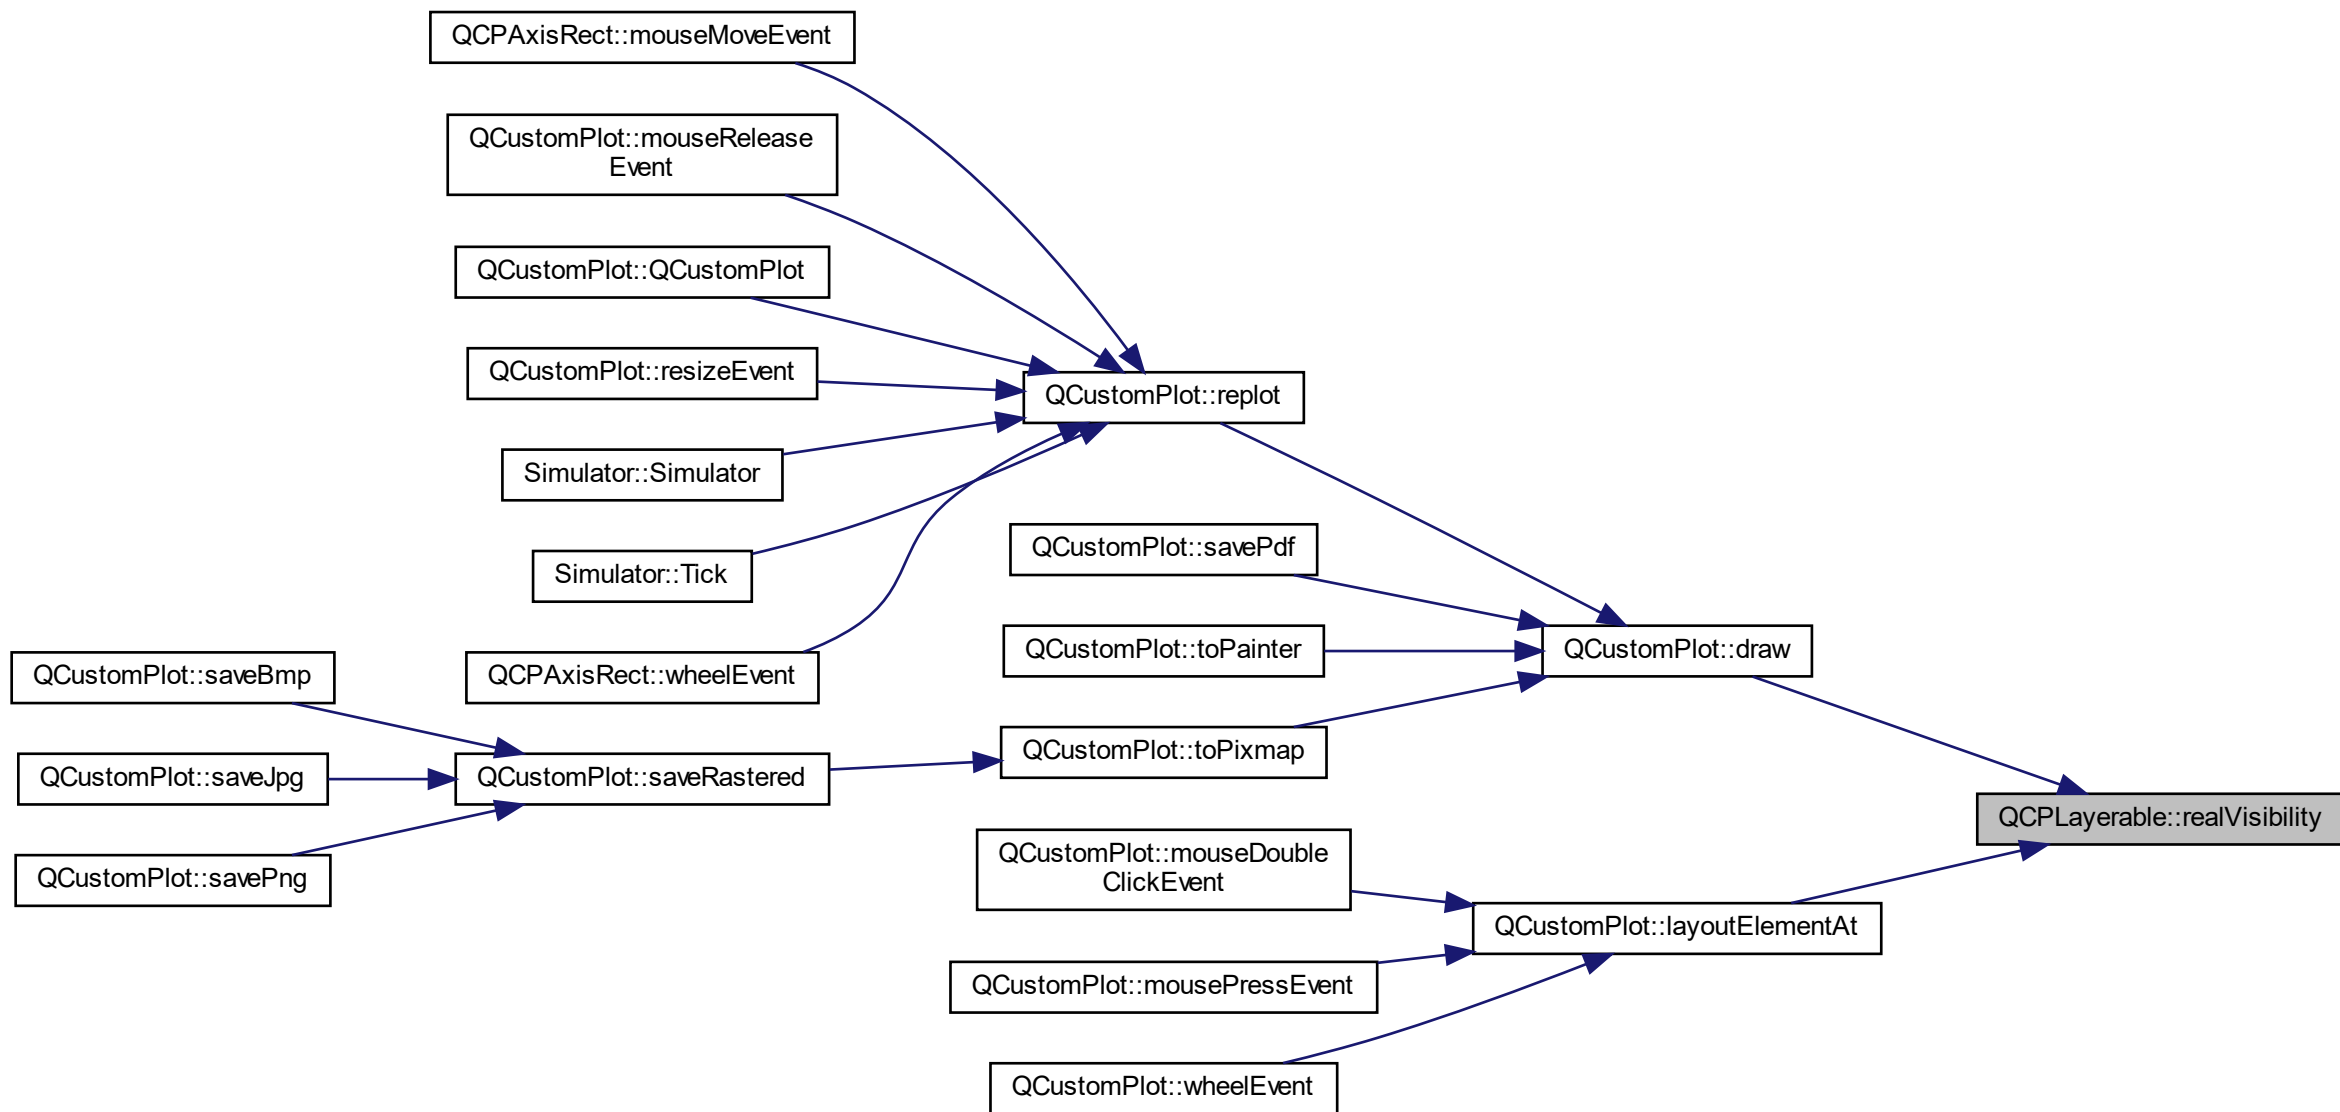 QCPAxisRect::mouseMoveEvent
QCustomPlot::mouseRelease
Event
QCustomPlot::QCustomPlot
QCustomPlot::resizeEvent
QCustomPlot::replot
Simulator::Simulator
QCustomPlot::savePdf
Simulator::Tick
QCustomPlot::toPainter
QCustomPlot::draw
QCustomPlot::saveBmp
QCPAxisRect::wheelEvent
QCustomPlot::toPixmap
QCustomPlot::saveJpg
QCustomPlot::saveRastered
QCPLayerable::realVisibility
QCustomPlot::mouseDouble
ClickEvent
QCustomPlot::savePng
QCustomPlot::layoutElementAt
QCustomPlot::mousePressEvent
QCustomPlot::wheelEvent